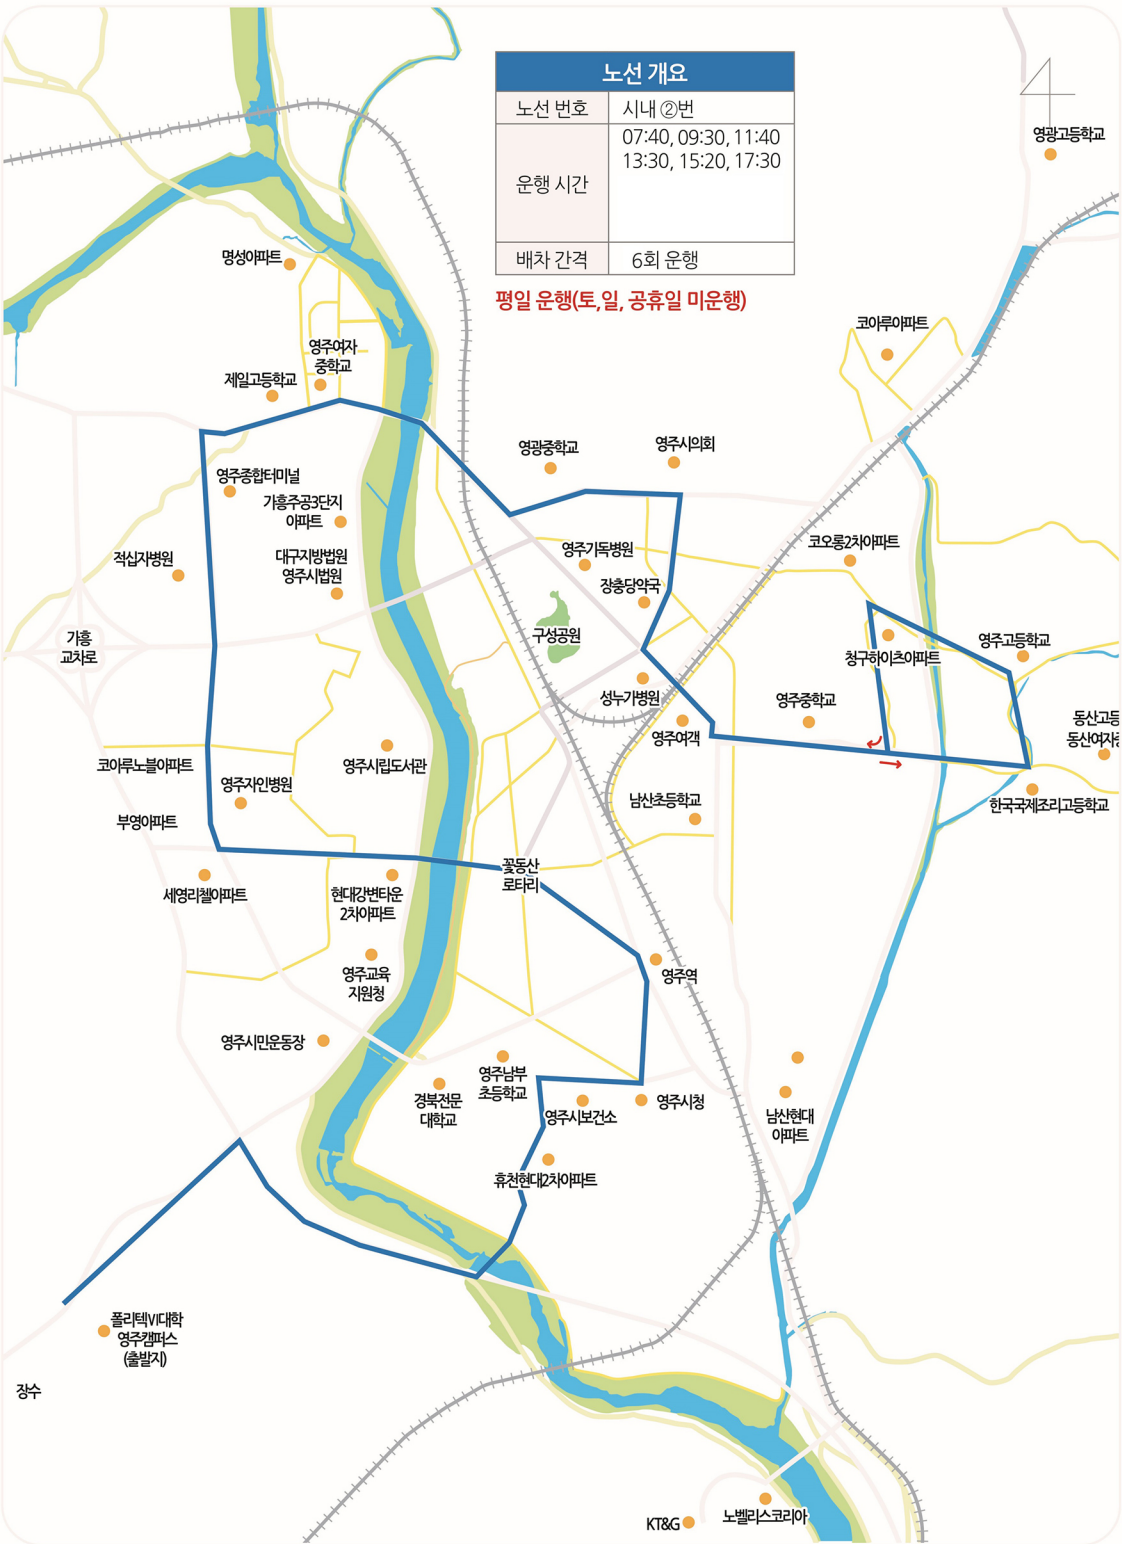 노선 개요
노선 번호 시내 ②번
운행 시간 07:40, 09:30, 11:40
13:30, 15:20, 17:30
배차 간격 6회 운행
평일 운행(토,일, 공휴일 미운행)
영광고등학교
명성아파트
코아루아파트
영주여자
중학교
제일고등학교
영광중학교
영주시의회
영주종합터미널
가흥주공3단지
아파트
적십자병원
대구지방법원
영주시법원
영주기독병원
장충당약국
코오롱2차아파트
가흥
교차로
구성공원
청구하이츠아파트
영주고등학교
성누가병원
영주여객
영주중학교
동산고등
동산여자중
코아루노블아파트
영주시립도서관
영주자인병원
부영아파트
남산초등학교
한국국제조리고등학교
꽃동산
로타리
세영리첼아파트
현대강변타운
2차아파트
영주교육
지원청
영주역
영주시민운동장
영주남부
초등학교
경북전문
대학교
영주시보건소
영주시청
남산현대
아파트
휴천현대2차아파트
폴리텍VI대학
영주캠퍼스
(출발지)
장수
노벨리스코리아
KT&G